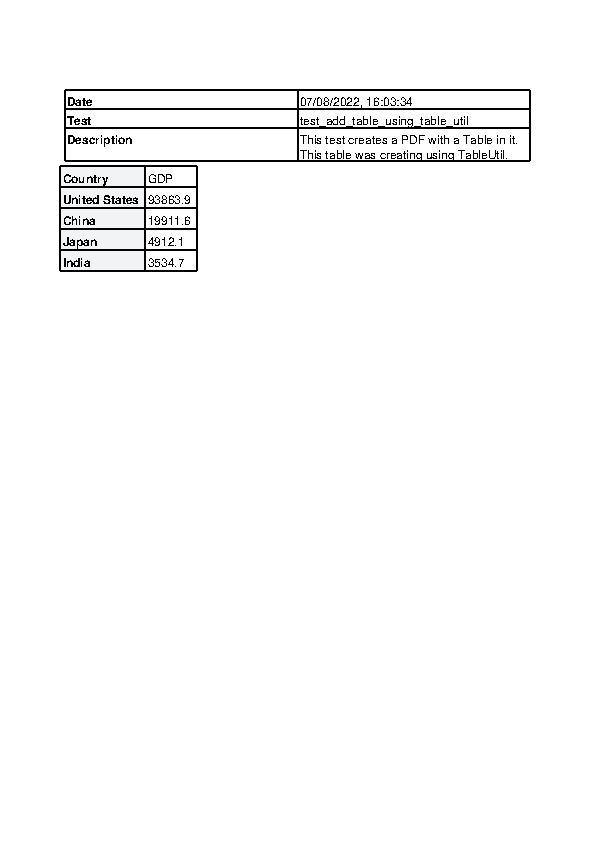 Date 07/08/2022, 16:03:34
Test test_add_table_using_table_util
Description This test creates a PDF with a Table in it.
This table was creating using TableUtil.
Country GDP
United States 93863.9
China 19911.6
Japan 4912.1
India 3534.7